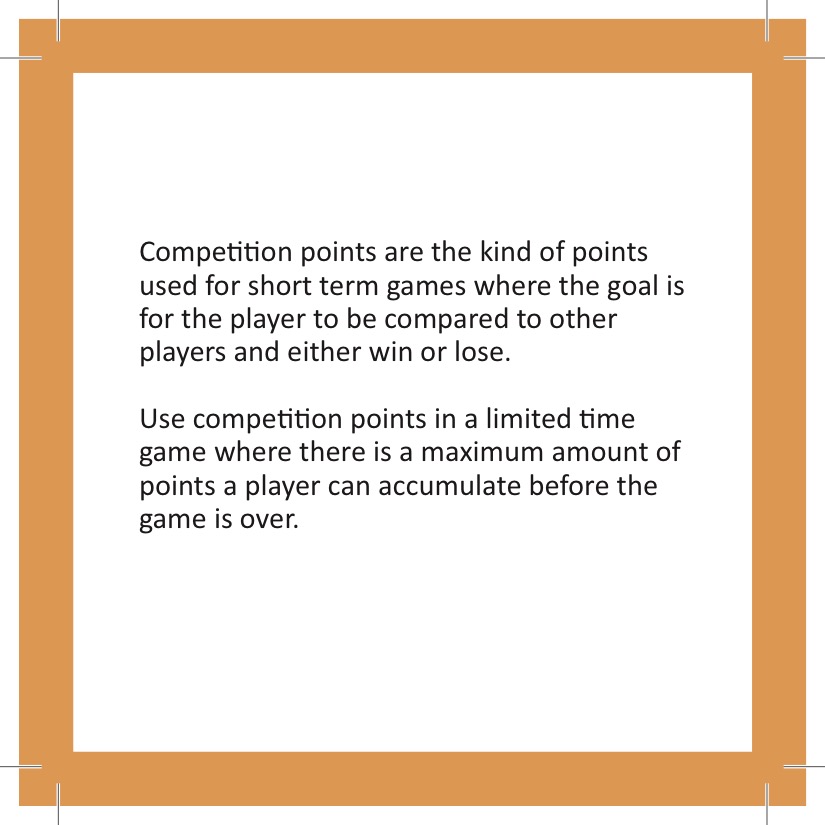 Competition points are the kind of points
used for short term games where the goal is
for the player to be compared to other
players and either win or lose.
Use competition points in a limited time
game where there is a maximum amount of
points a player can accumulate before the
game is over.